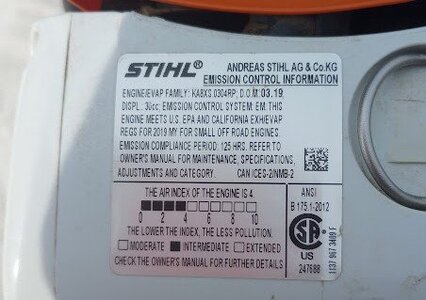 STIHL®
ANDREAS STIHL AG & Co.KG
EMISSION CONTROL INFORMATION
ENGINE/EVAP FAMILY: KA8XS.0304RP; D.O.M:03.19
DISPL.: 30cc; EMISSION CONTROL SYSTEM: EM: THIS
ENGINE MEETS U.S. EPA AND CALIFORNIA EXH/EVAP
REGS FOR 2019 MY FOR SMALL OFF ROAD ENGINES.
EMISSION COMPLIANCE PERIOD: 125 HRS. REFER TO
OWNER'S MANUAL FOR MAINTENANCE, SPECIFICATIONS,
ADJUSTMENTS AND CATEGORY. CAN ICES-2/NMB-2
THE AIR INDEX OF THE ENGINE IS 4
0 2 4 6 8 10
THE LOWER THE INDEX, THE LESS POLLUTION.
MODERATE INTERMEDIATE EXTENDED
CHECK THE OWNER'S MANUAL FOR FURTHER DETAILS
ANSI
B 175.1-2012
SA
US
247688
1137 967 3489 F